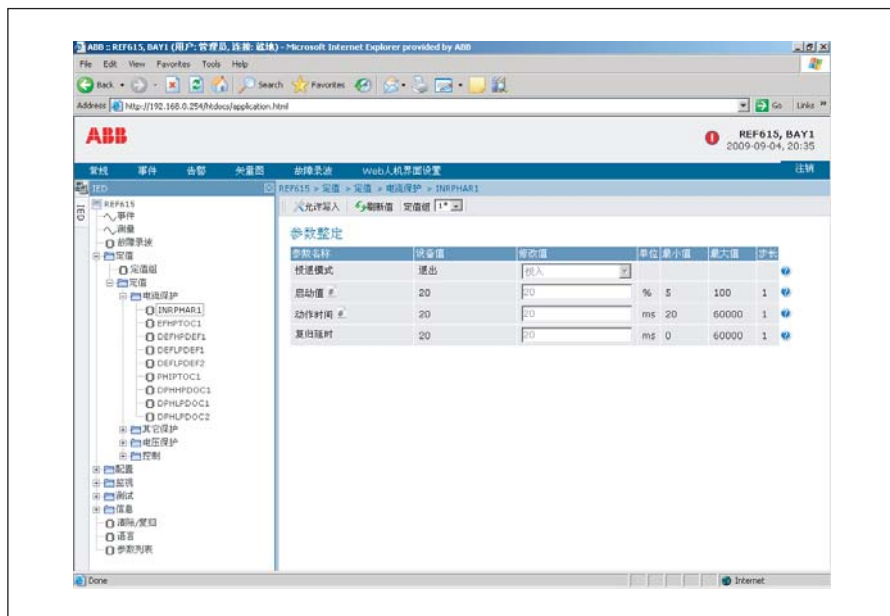 ABB :: REF615, BAY1 (用户: 管理员, 连接: 就地) - Microsoft Internet Explorer provided by ABB
File Edit View Favorites Tools Help
Back Search Favorites
Address http://192.168.0.254/htdocs/application.html Go Links »
ABB
REF615, BAY1
2009-09-04, 20:35
常规 事件 告警 矢量图 故障录波 Web人机界面设置 注销
IED
IED
REF615 > 定值 > 定值 > 电流保护 > INRPHAR1
允许写入 刷新值 定值组 1*
REF615
事件
测量
故障录波
定值
定值组
定值
电流保护
INRPHAR1
EFHPTOC1
DEFHPDEF1
DEFLPDEF1
DEFLPDEF2
PHIPTOC1
DPHHPDOC1
DPHLPDOC1
DPHLPDOC2
其它保护
电压保护
控制
配置
监视
测试
信息
清除/复归
语言
参数列表
参数整定
参数名称 设备值 修改值 单位 最小值 最大值 步长
投退模式 退出 投入
启动值 # 20 20 % 5 100 1
动作时间 # 20 20 ms 20 60000 1
复归延时 20 20 ms 0 60000 1
Done Internet